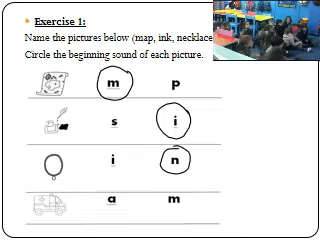 Exercise 1:
Name the pictures below (map, ink, necklace
Circle the beginning sound of each picture.
m p
s i
i n
a m